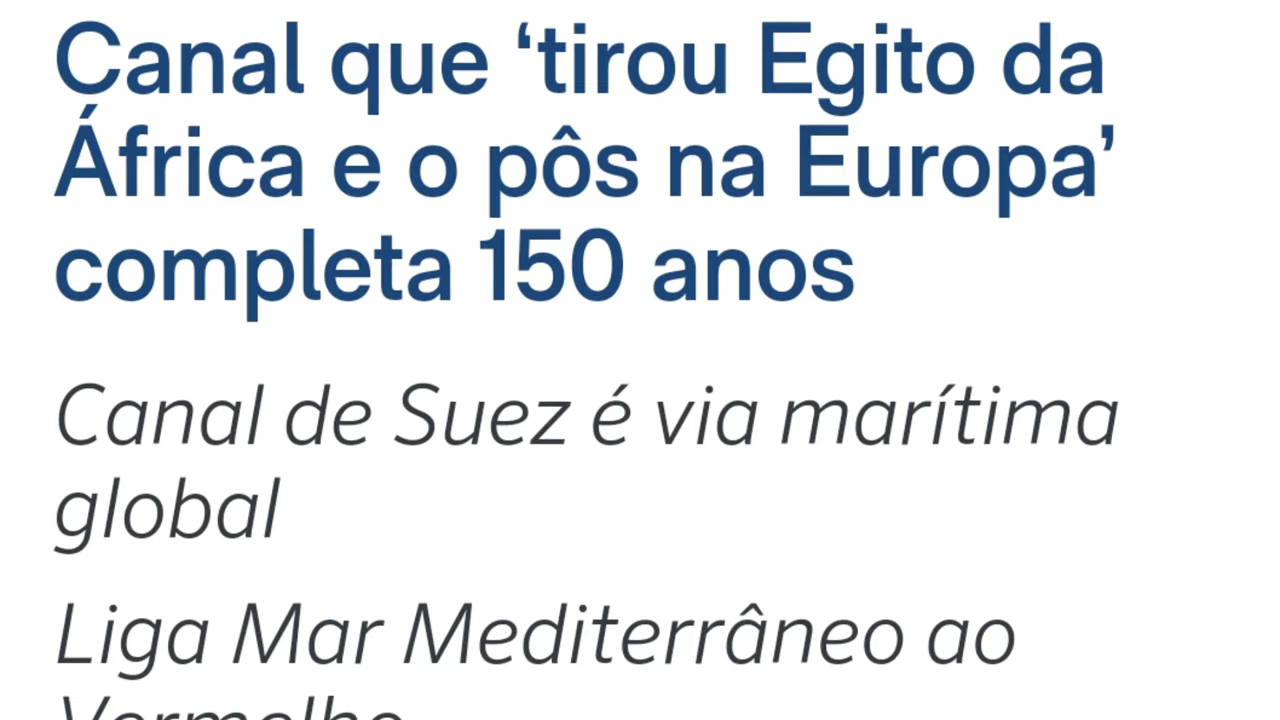 Canal que ‘tirou Egito da
África e o pôs na Europa’
completa 150 anos
Canal de Suez é via marítima
global
Liga Mar Mediterrâneo ao
Vermelho